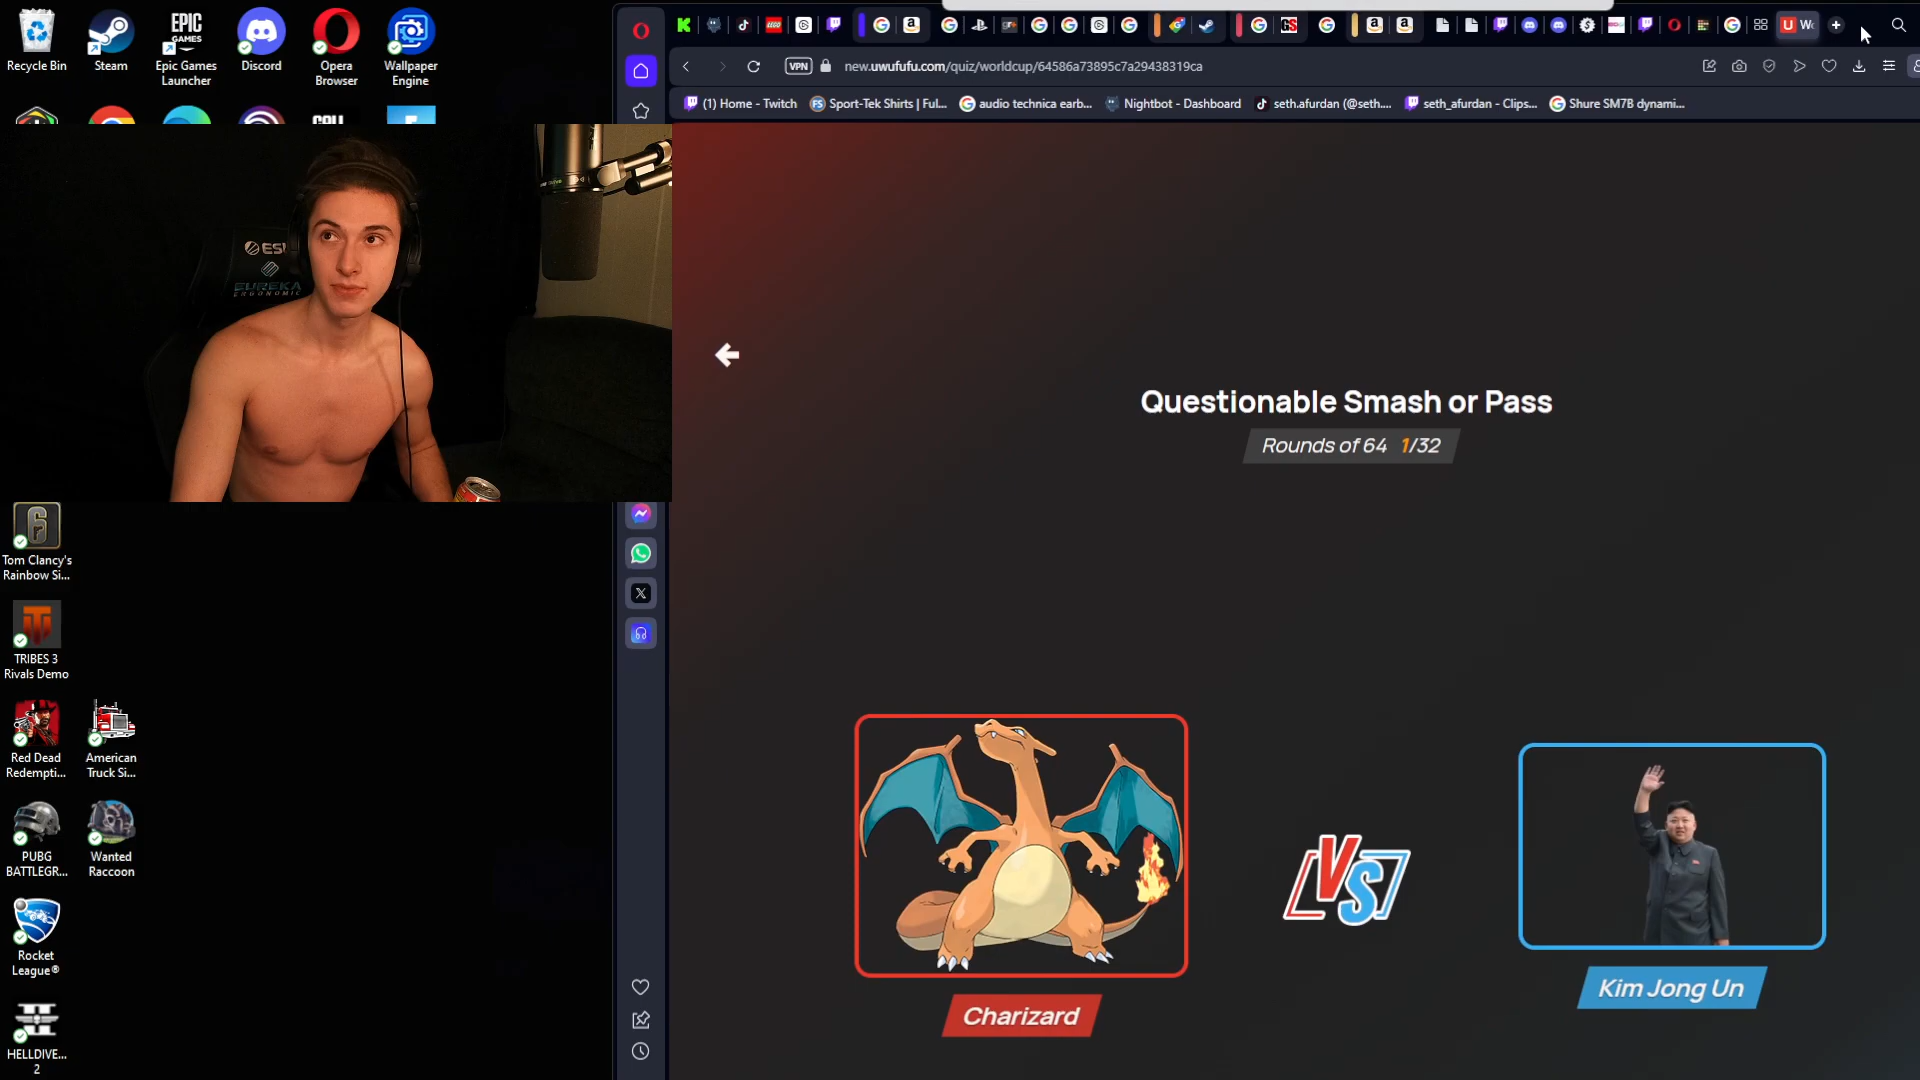 Recycle Bin
Steam
Epic Games
Launcher
Discord
Opera
Browser
Wallpaper
Engine
EPIC
GAMES
new.uwufufu.com/quiz/worldcup/64586a73895c7a29438319ca
VPN
(1) Home - Twitch
Sport-Tek Shirts | Ful...
audio technica earb...
Nightbot - Dashboard
seth.afurdan (@seth....
seth_afurdan - Clips...
Shure SM7B dynami...
EUREKA
ERGONOMIC
Questionable Smash or Pass
Rounds of 64 1/32
Tom Clancy's
Rainbow Si...
TRIBES 3
Rivals Demo
Red Dead
Redempti...
American
Truck Si...
PUBG
BATTLEGR...
Wanted
Raccoon
Rocket
League®
HELLDIVE...
2
VS
Charizard
Kim Jong Un